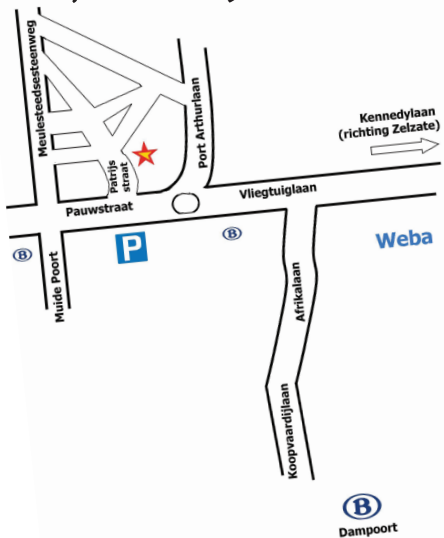 Meulesteedsesteenweg
Port Arthurlaan
Kennedylaan
(richting Zelzate)
Patrijs
straat
Vliegtuiglaan
Pauwstraat
B
P
B
Weba
Muide Poort
Afrikalaan
Koopvaardijlaan
B
Dampoort